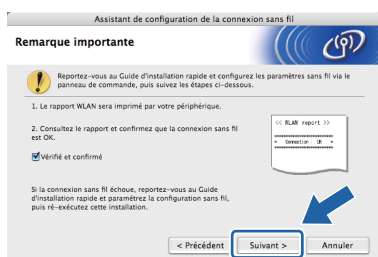 Assistant de configuration de la connexion sans fil
Remarque importante
Reportez-vous au Guide d'installation rapide et configurez les paramètres sans fil via le
panneau de commande, puis suivez les étapes ci-dessous.
1. Le rapport WLAN sera imprimé par votre périphérique.
2. Consultez le rapport et confirmez que la connexion sans fil
est OK.
<< WLAN report >>
***********************
* Connection : OK *
***********************
Vérifié et confirmé
Si la connexion sans fil échoue, reportez-vous au Guide
d'installation rapide et paramétrez la configuration sans fil,
puis ré-exécutez cette installation.
< Précédent
Suivant >
Annuler